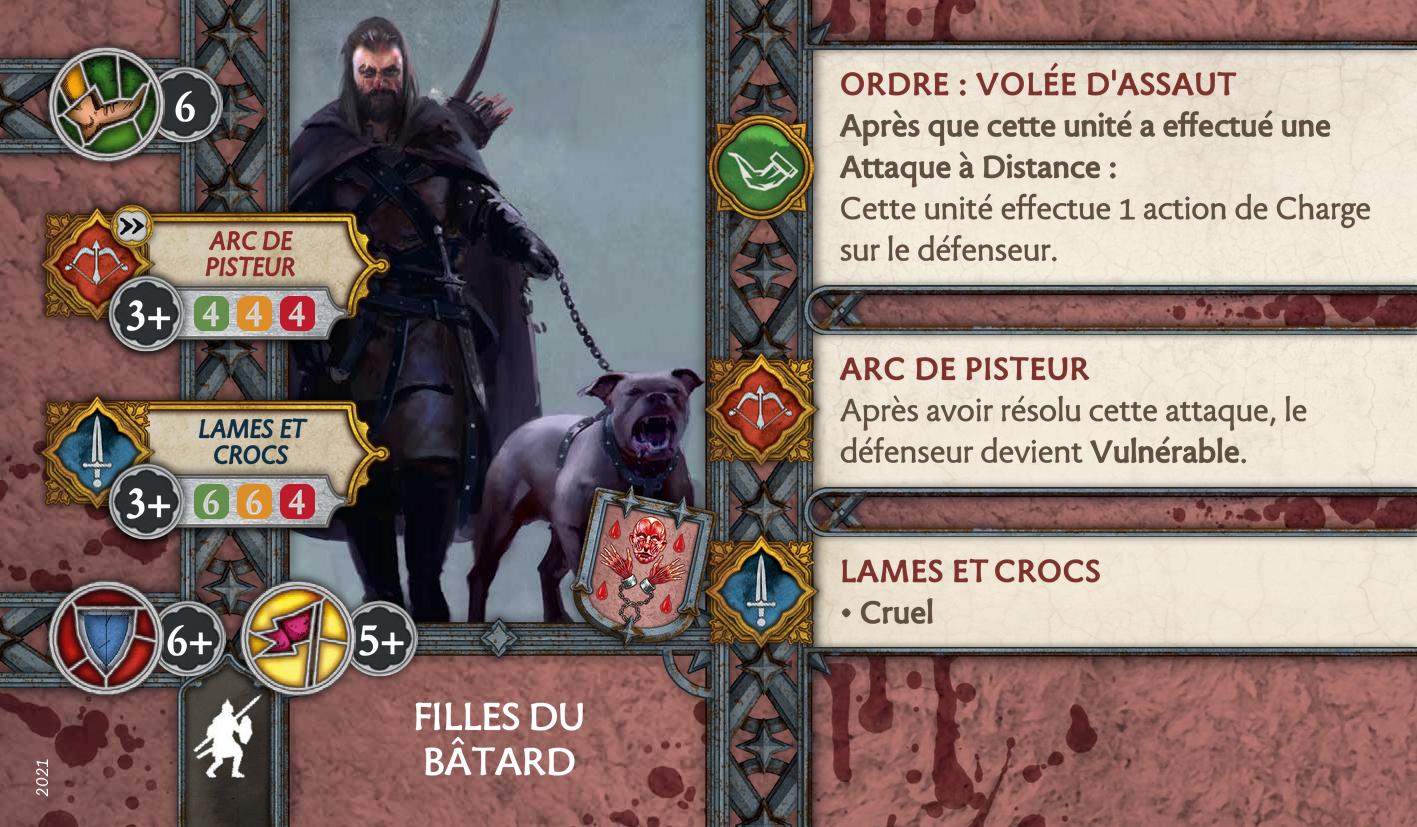 6
ARC DE
PISTEUR
3+ 4 4 4
LAMES ET
CROCS
3+ 6 6 4
6+ 5+
FILLES DU
BÂTARD
2021
ORDRE : VOLÉE D'ASSAUT
Après que cette unité a effectué une
Attaque à Distance :
Cette unité effectue 1 action de Charge
sur le défenseur.
ARC DE PISTEUR
Après avoir résolu cette attaque, le
défenseur devient Vulnérable.
LAMES ET CROCS
• Cruel